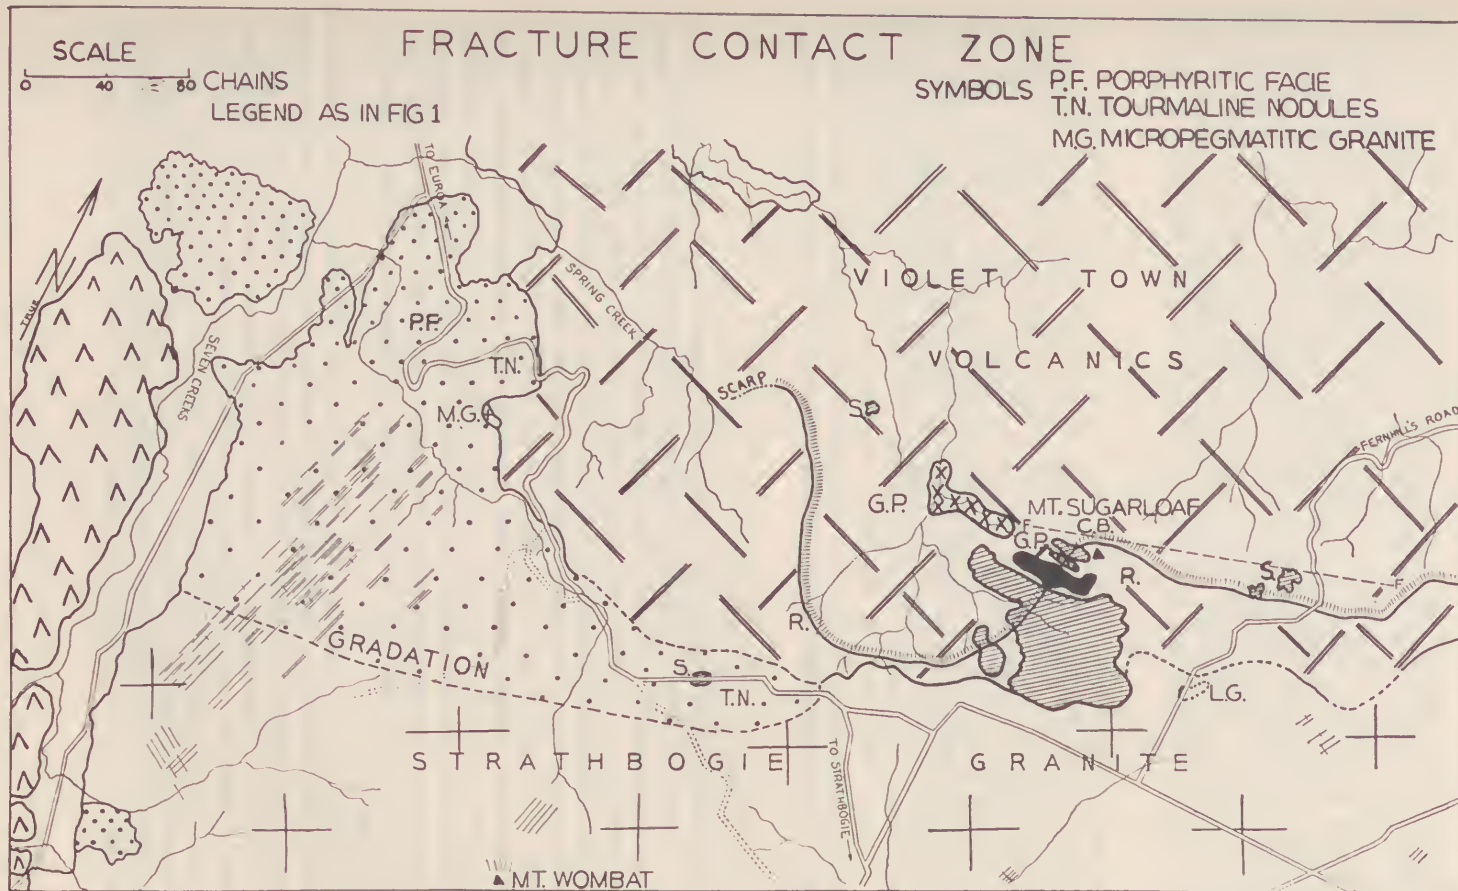 FRACTURE CONTACT ZONE
SCALE
0 40 80 CHAINS
LEGEND AS IN FIG 1
SYMBOLS P.F. PORPHYRITIC FACIE
T.N. TOURMALINE NODULES
M.G. MICROPEGMATITIC GRANITE
TO EUROA
TRUE
SPRING CREEK
VIOLET TOWN
P.F.
SEVEN CREEKS
VOLCANICS
T.N.
SCARP
S.
M.G.
FERNHILL'S ROAD
G.P.
MT. SUGARLOAF
F
C.B.
G.P.
R.
S.
F
R.
GRADATION
S.
T.N.
L.G.
STRATHBOGIE GRANITE
TO STRATHBOGIE
MT. WOMBAT